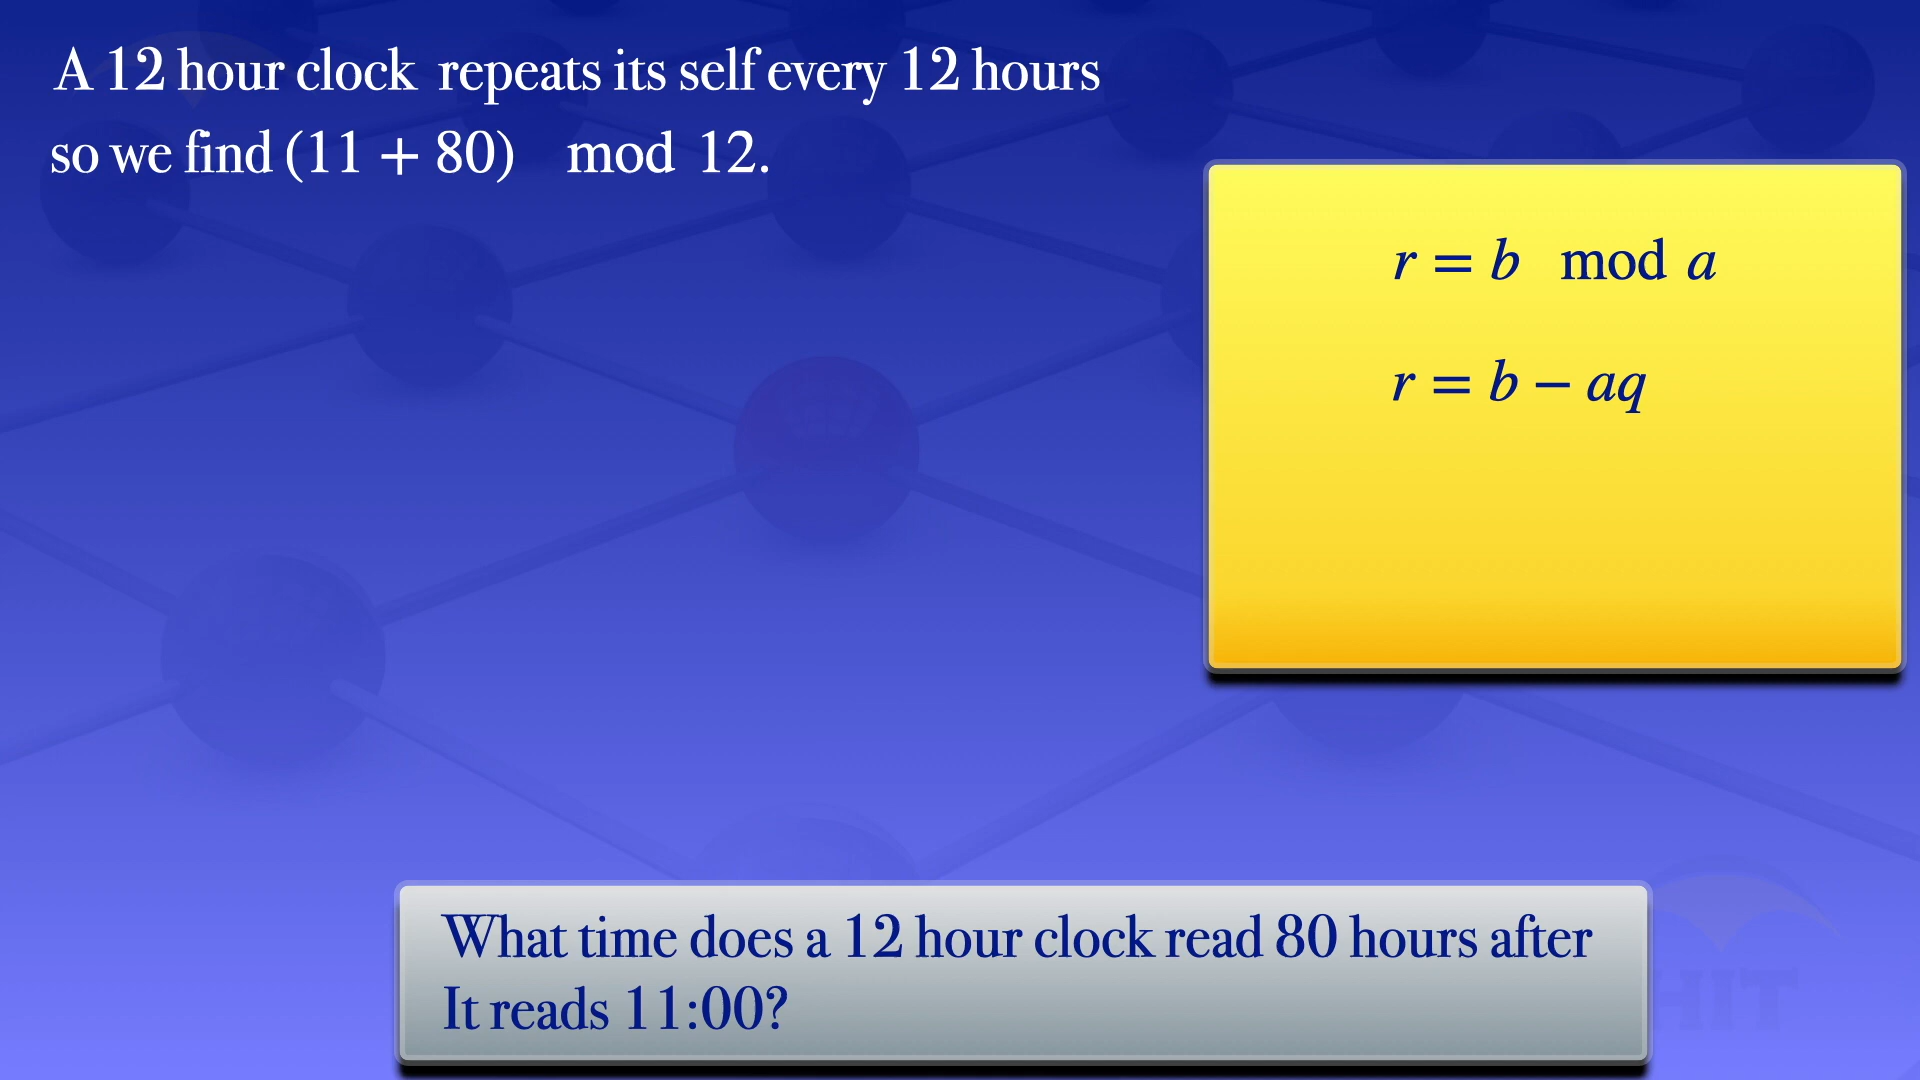 A 12 hour clock repeats its self every 12 hours
so we find (11 + 80) mod 12.
r = b mod a
r = b − aq
What time does a 12 hour clock read 80 hours after
It reads 11:00?
HIT